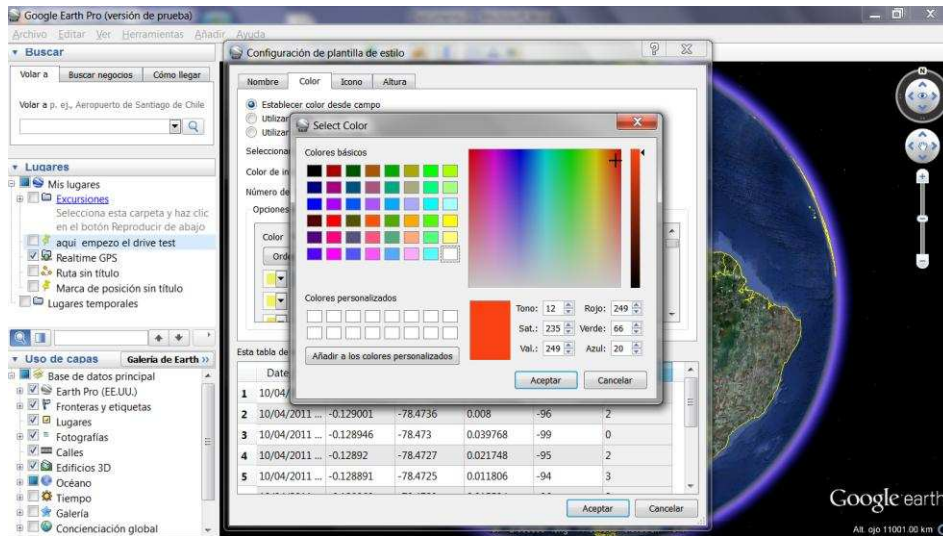 Google Earth Pro (versión de prueba)
Archivo Editar Ver Herramientas Añadir Ayuda
Buscar
Volar a Buscar negocios Cómo llegar
Volar a p. ej., Aeropuerto de Santiago de Chile
Lugares
Mis lugares
Excursiones
Selecciona esta carpeta y haz clic
en el botón Reproducir de abajo
aqui empezo el drive test
Realtime GPS
Ruta sin título
Marca de posición sin título
Lugares temporales
Uso de capas Galería de Earth »
Base de datos principal
Earth Pro (EE.UU.)
Fronteras y etiquetas
Lugares
Fotografías
Calles
Edificios 3D
Océano
Tiempo
Galería
Concienciación global
Configuración de plantilla de estilo
Nombre Color Icono Altura
Establecer color desde campo
Utilizar
Utilizar
Color de in
Número de
Opciones
Color
Select Color
Colores básicos
Colores personalizados
Añadir a los colores personalizados
Tono: 12 Rojo: 249
Sat.: 235 Verde: 66
Val.: 249 Azul: 20
Aceptar Cancelar
Esta tabla de
Date
1 10/04/
2 10/04/2011 ... -0.129001 -78.4736 0.008 -96 2
3 10/04/2011 ... -0.128946 -78.473 0.039768 -99 0
4 10/04/2011 ... -0.12892 -78.4727 0.021748 -95 2
5 10/04/2011 ... -0.128891 -78.4725 0.011806 -94 3
Aceptar Cancelar
N
Google earth
Alt. ojo 11001.00 km